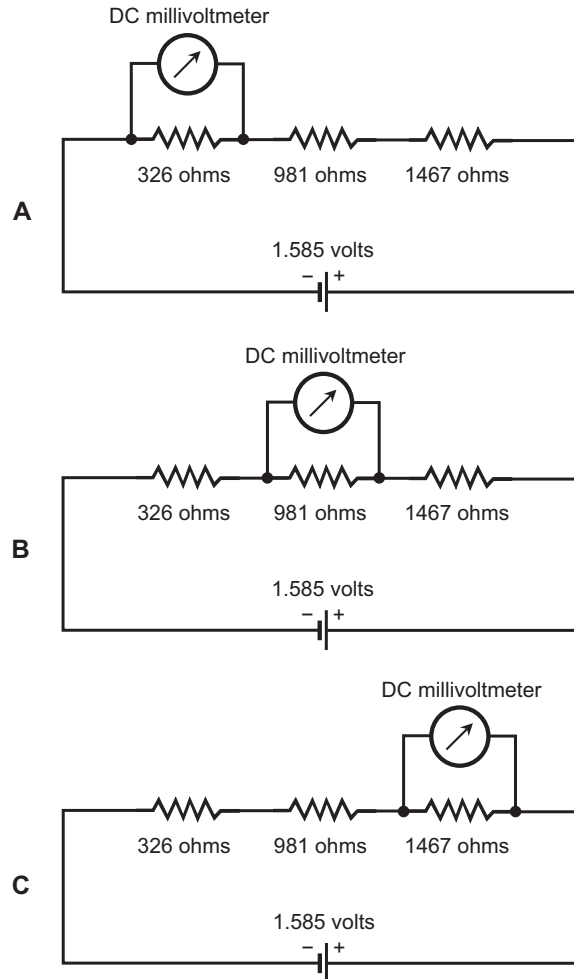 DC millivoltmeter
326 ohms 981 ohms 1467 ohms
A
1.585 volts
– +
DC millivoltmeter
326 ohms 981 ohms 1467 ohms
B
1.585 volts
– +
DC millivoltmeter
326 ohms 981 ohms 1467 ohms
C
1.585 volts
– +